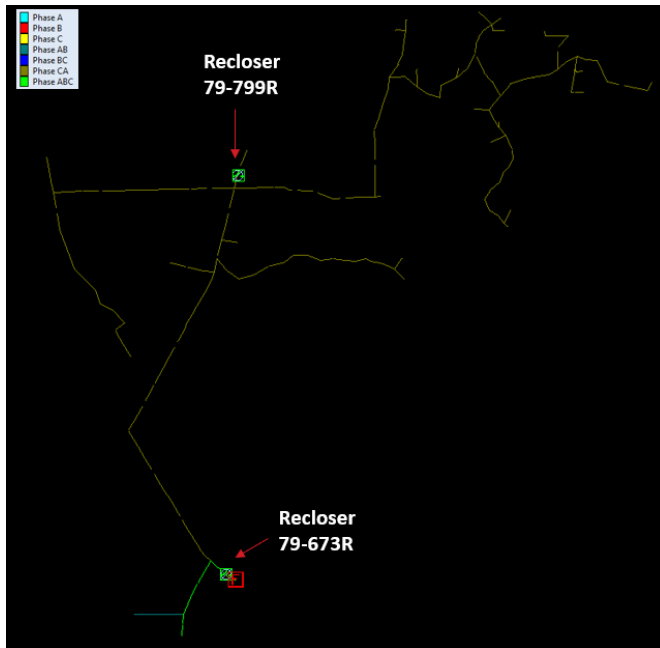 Phase A
Phase B
Phase C
Phase AB
Phase BC
Phase CA
Phase ABC
Recloser
79-799R
Recloser
79-673R